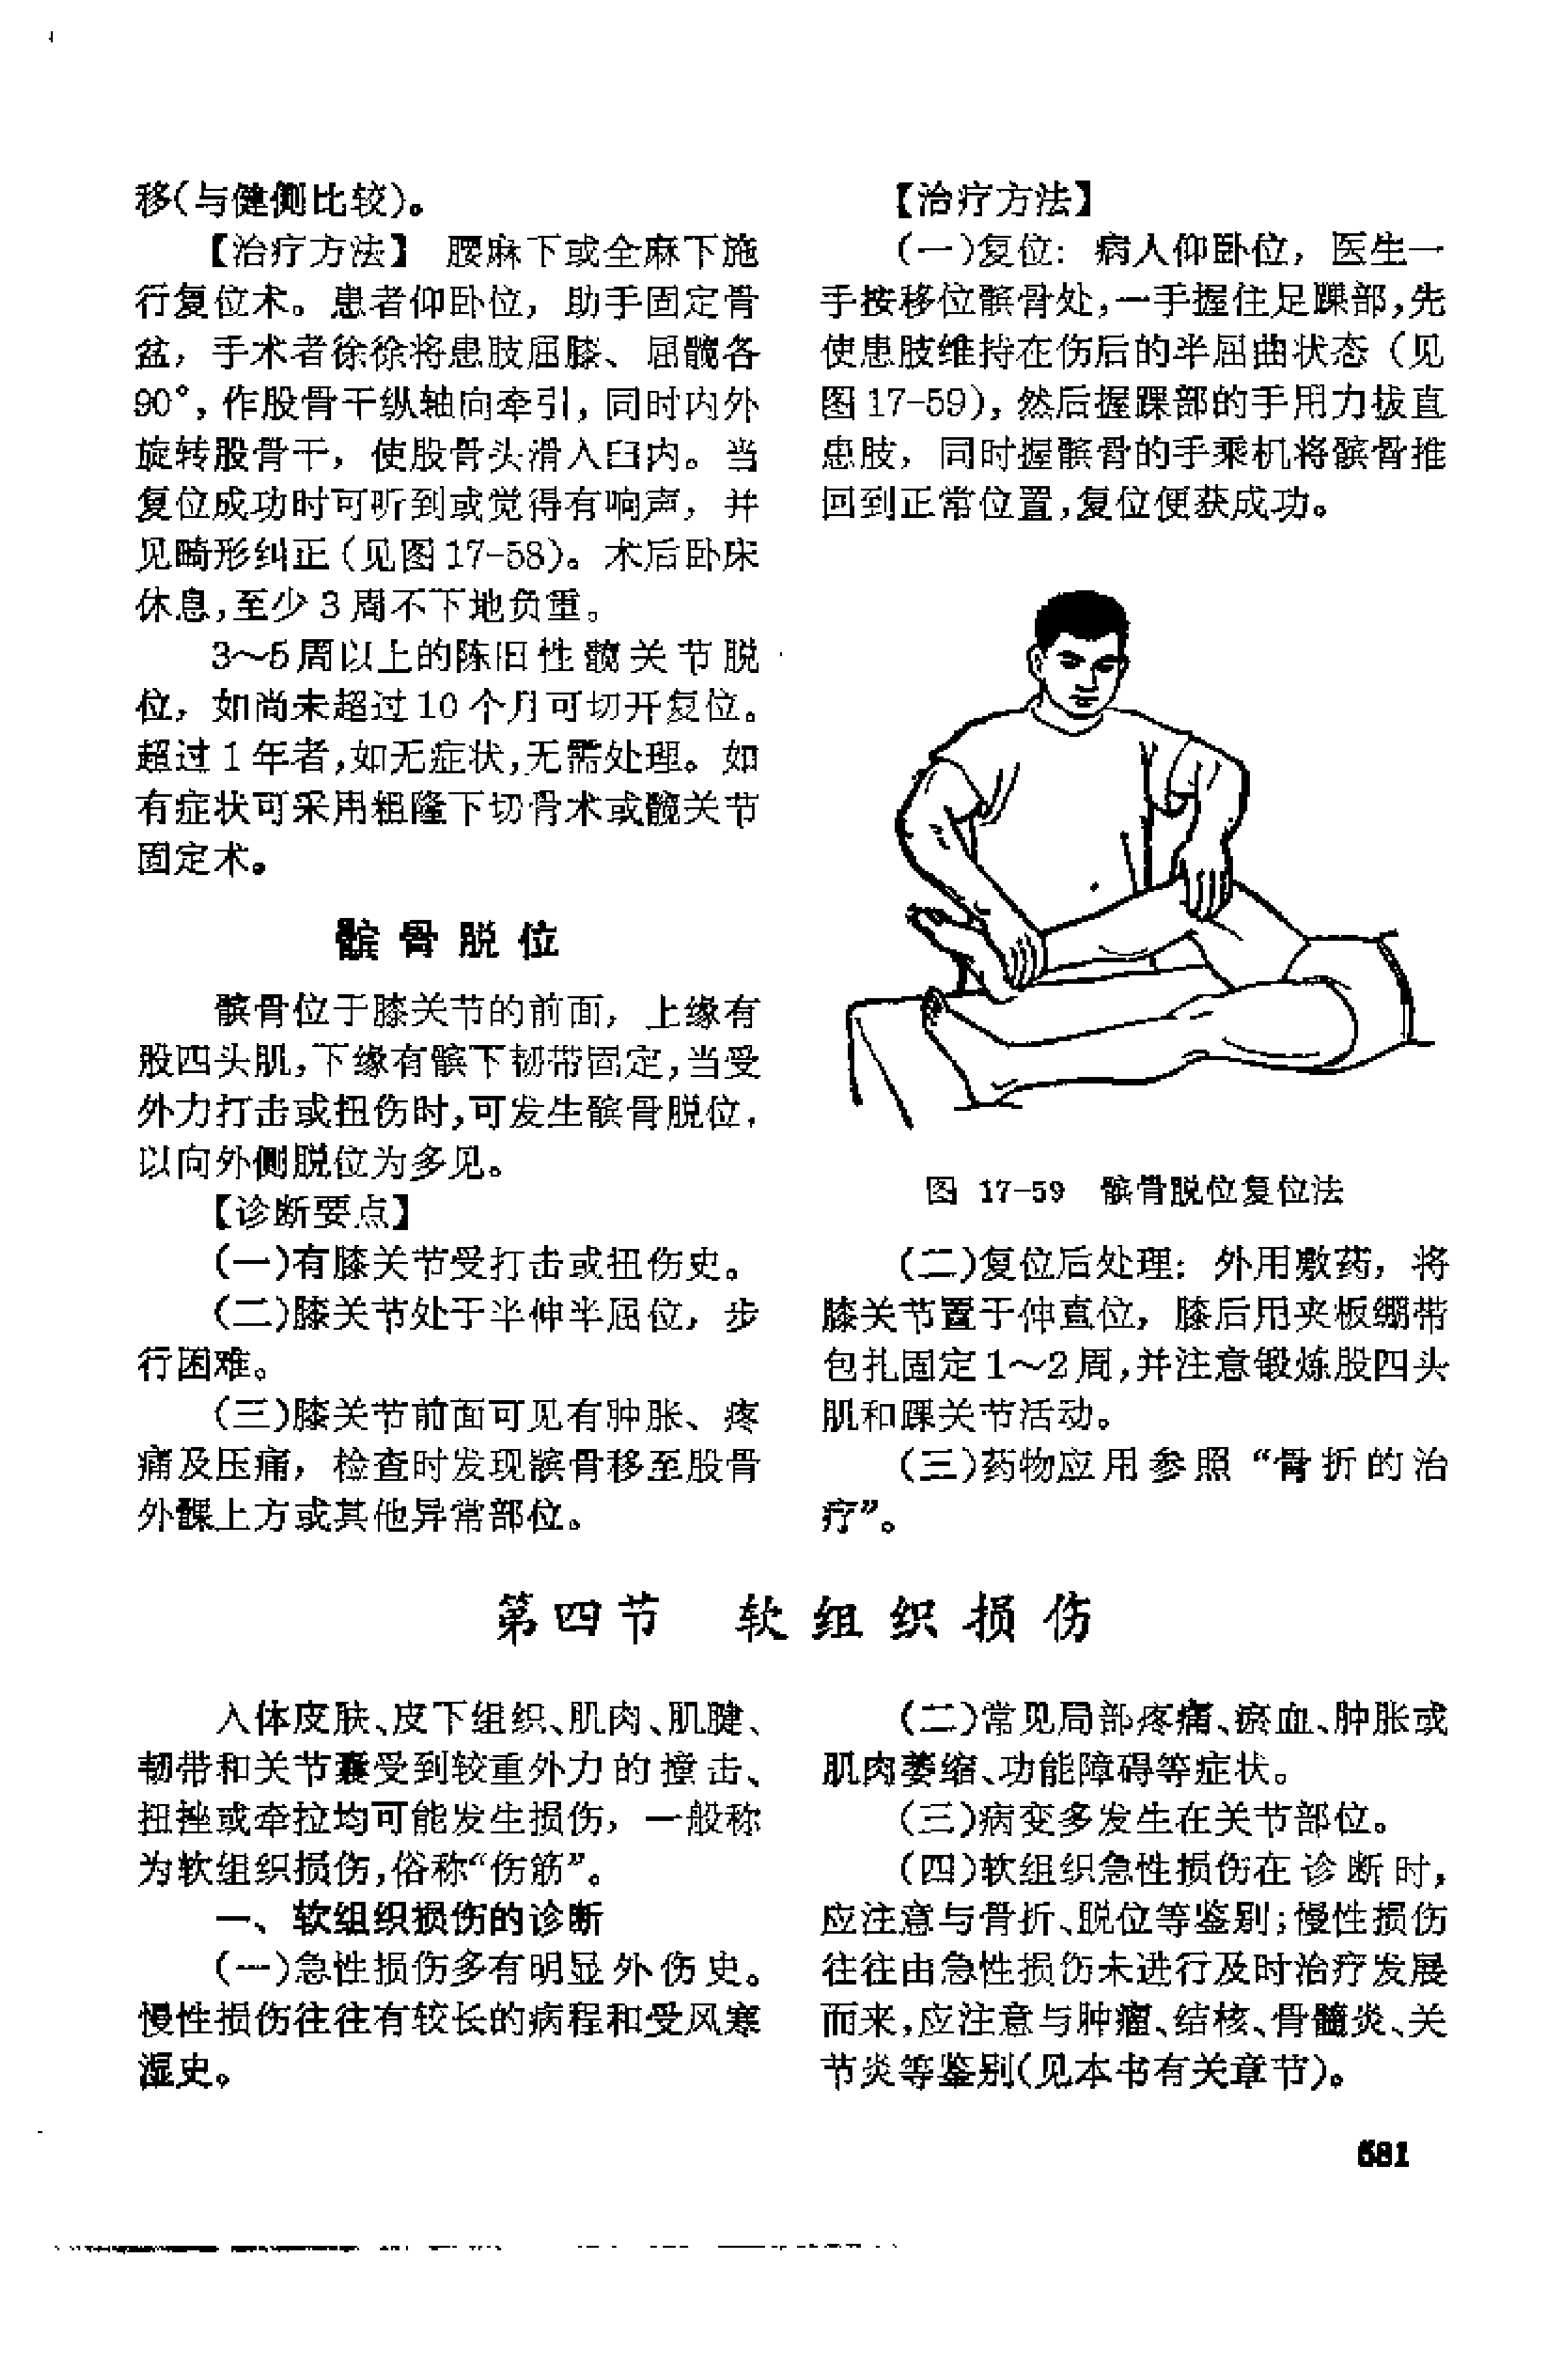 移(与健侧比较)。
【治疗方法】 腰麻下或全麻下施
行复位术。患者仰卧位，助手固定骨
盆，手术者徐徐将患肢屈膝、屈髋各
90°，作股骨干纵轴向牵引，同时内外
旋转股骨干，使股骨头滑入臼内。当
复位成功时可听到或觉得有响声，并
见畸形纠正（见图17-58）。术后卧床
休息，至少3周不下地负重。
3～5周以上的陈旧性髋关节脱
位，如尚未超过10个月可切开复位。
超过1年者，如无症状，无需处理。如
有症状可采用粗隆下切骨术或髋关节
固定术。
髌骨脱位
髌骨位于膝关节的前面，上缘有
股四头肌，下缘有髌下韧带固定，当受
外力打击或扭伤时，可发生髌骨脱位，
以向外侧脱位为多见。
【诊断要点】
(一)有膝关节受打击或扭伤史。
(二)膝关节处于半伸半屈位，步
行困难。
(三)膝关节前面可见有肿胀、疼
痛及压痛，检查时发现髌骨移至股骨
外髁上方或其他异常部位。
【治疗方法】
(一)复位：病人仰卧位，医生一
手按移位髌骨处，一手握住足踝部，先
使患肢维持在伤后的半屈曲状态（见
图17-59），然后握踝部的手用力拔直
患肢，同时握髌骨的手乘机将髌骨推
回到正常位置，复位便获成功。
图 17-59 髌骨脱位复位法
(二)复位后处理：外用敷药，将
膝关节置于伸直位，膝后用夹板绷带
包扎固定1～2周，并注意锻炼股四头
肌和踝关节活动。
(三)药物应用参照“骨折的治
疗”。
第四节 软组织损伤
人体皮肤、皮下组织、肌肉、肌腱、
韧带和关节囊受到较重外力的撞击、
扭挫或牵拉均可能发生损伤，一般称
为软组织损伤，俗称“伤筋”。
一、软组织损伤的诊断
(一)急性损伤多有明显外伤史。
慢性损伤往往有较长的病程和受风寒
湿史。
(二)常见局部疼痛、瘀血、肿胀或
肌肉萎缩、功能障碍等症状。
(三)病变多发生在关节部位。
(四)软组织急性损伤在诊断时，
应注意与骨折、脱位等鉴别；慢性损伤
往往由急性损伤未进行及时治疗发展
而来，应注意与肿瘤、结核、骨髓炎、关
节炎等鉴别(见本书有关章节)。
581